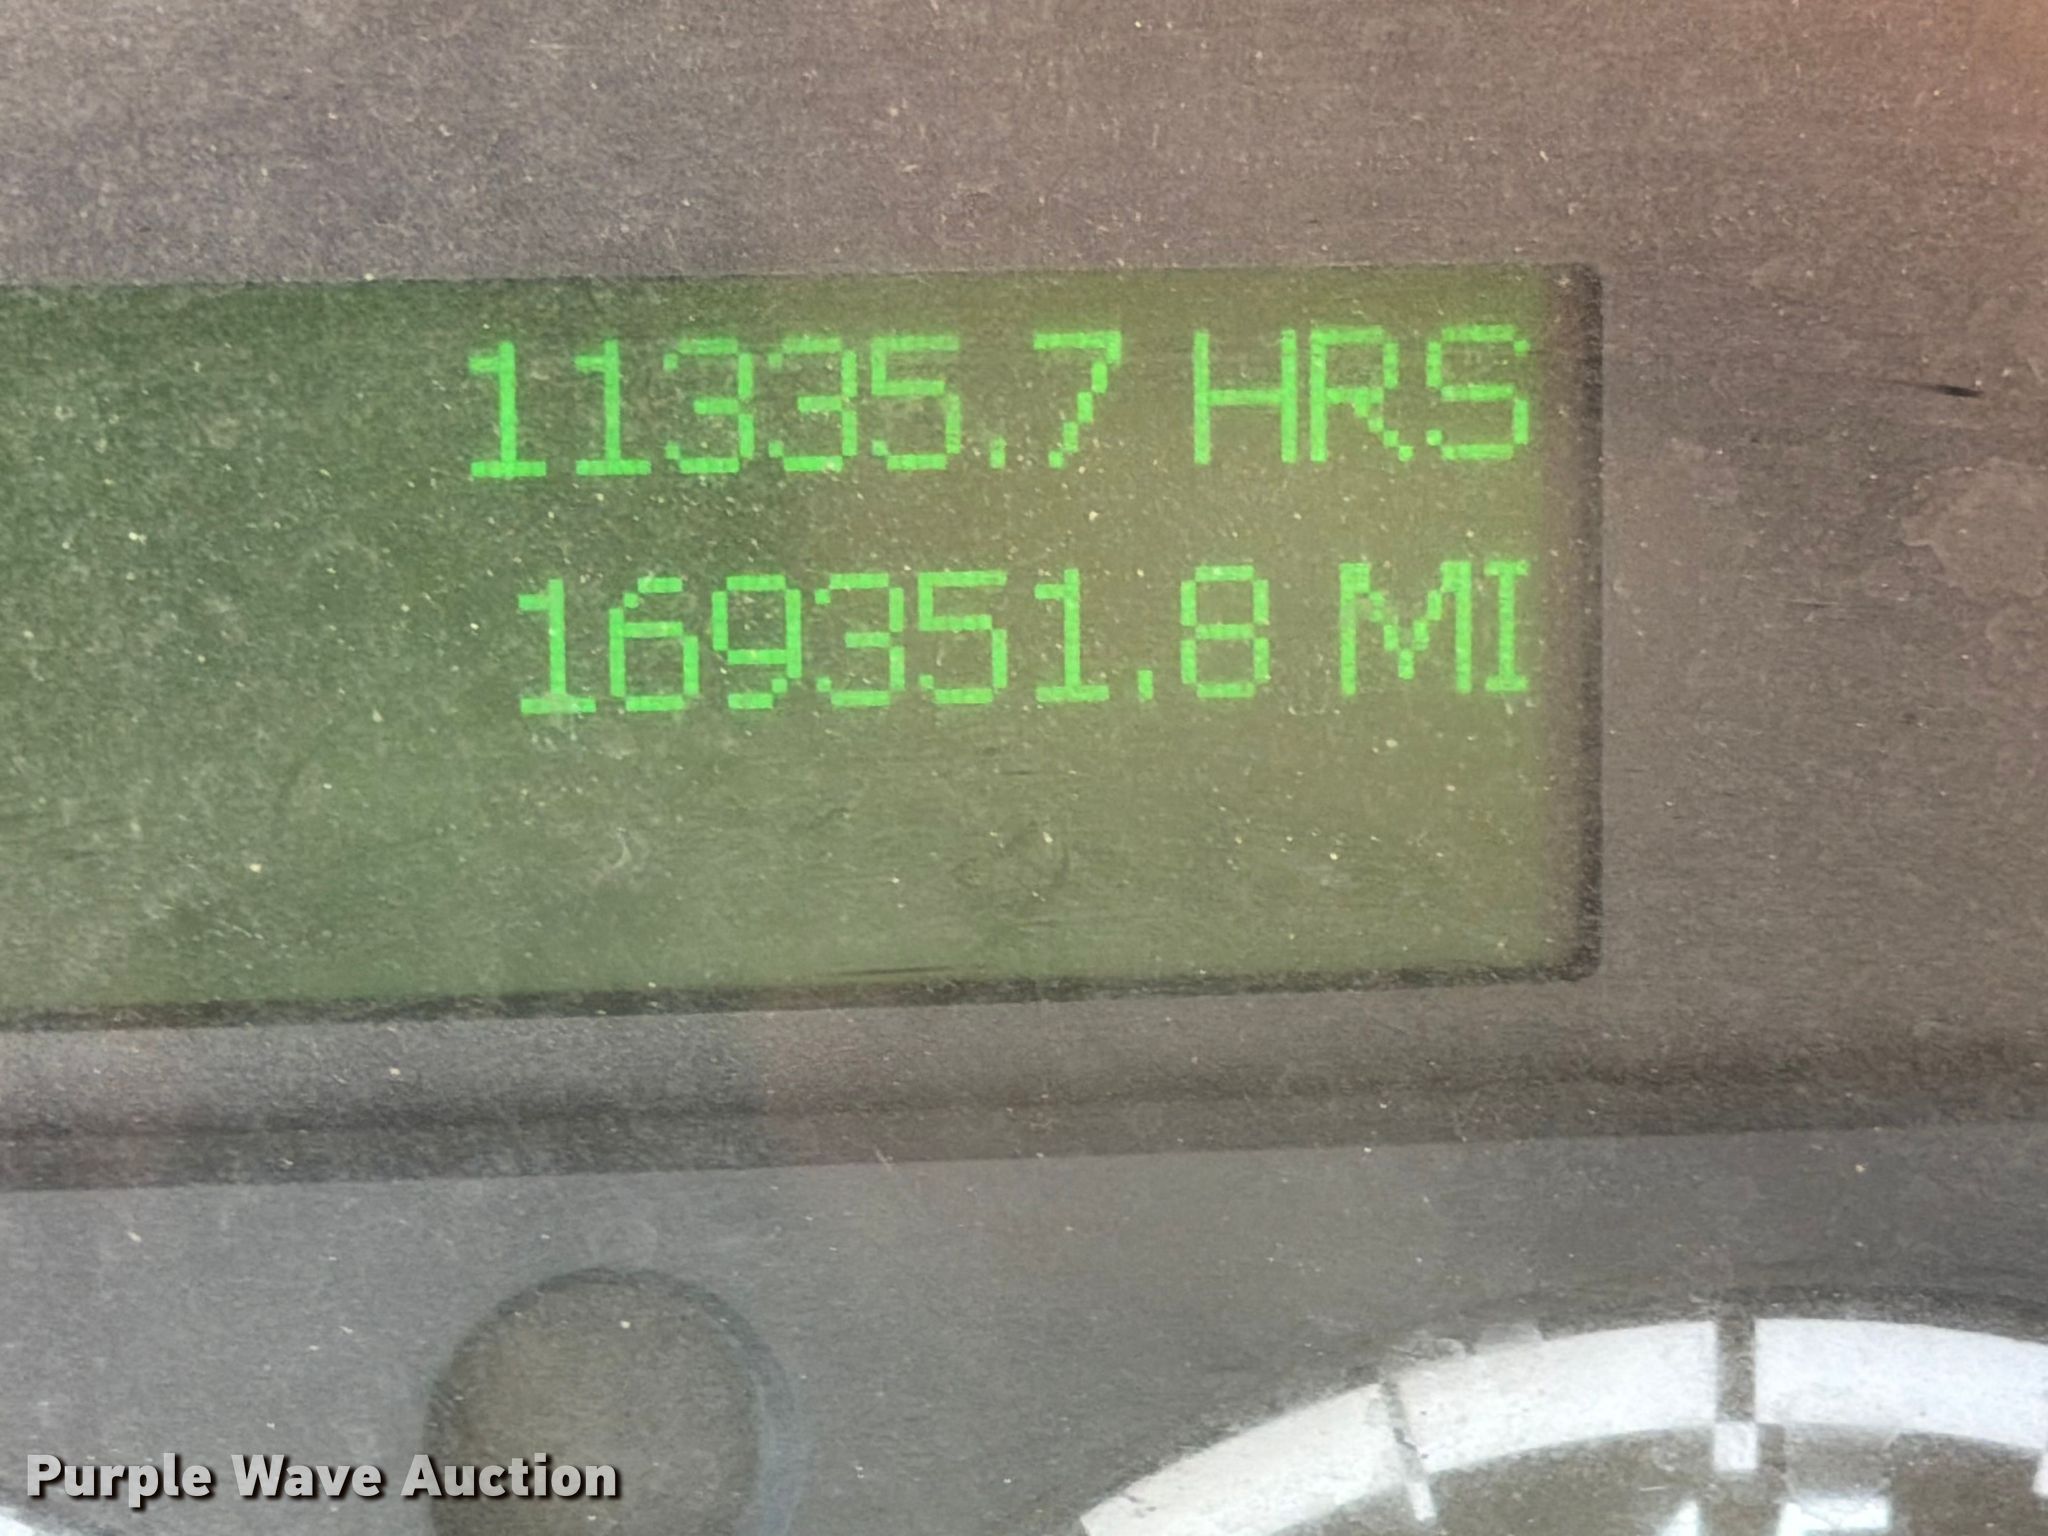 11335.7 HRS
169351.8 MI
Purple Wave Auction